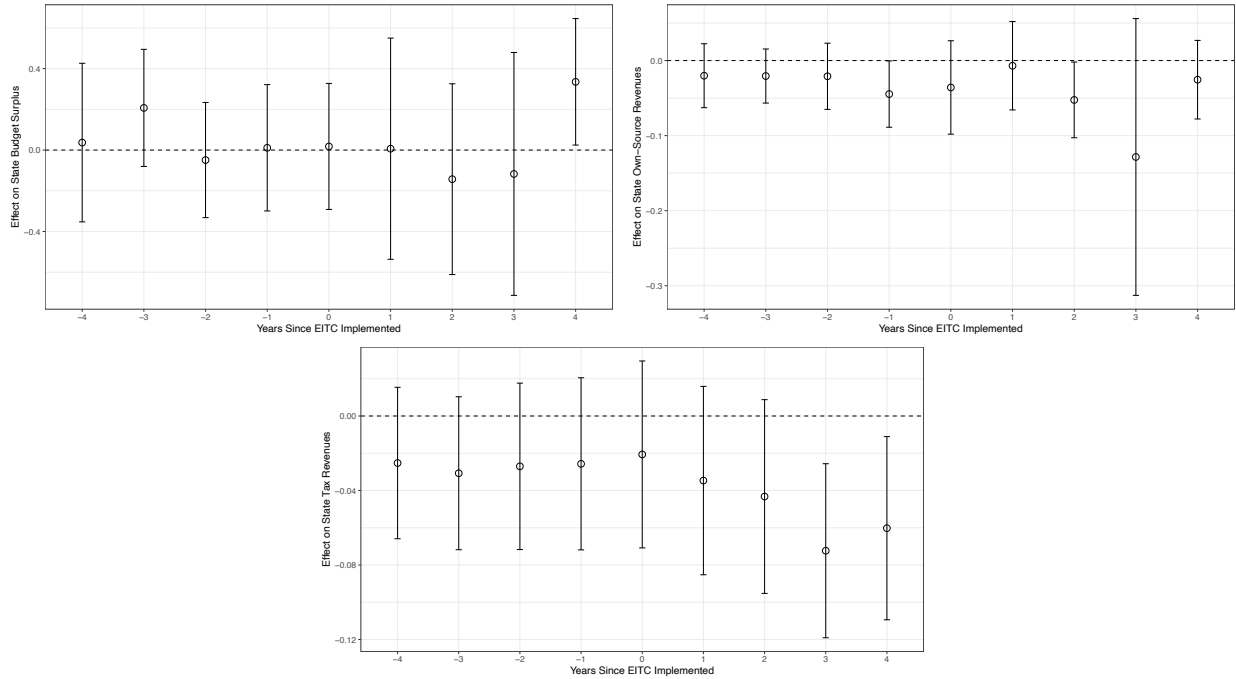 Effect on State Budget Surplus
0.4
0.0
−0.4
−4 −3 −2 −1 0 1 2 3 4
Years Since EITC Implemented
Effect on State Own−Source Revenues
0.0
−0.1
−0.2
−0.3
−4 −3 −2 −1 0 1 2 3 4
Years Since EITC Implemented
Effect on State Tax Revenues
0.00
−0.04
−0.08
−0.12
−4 −3 −2 −1 0 1 2 3 4
Years Since EITC Implemented